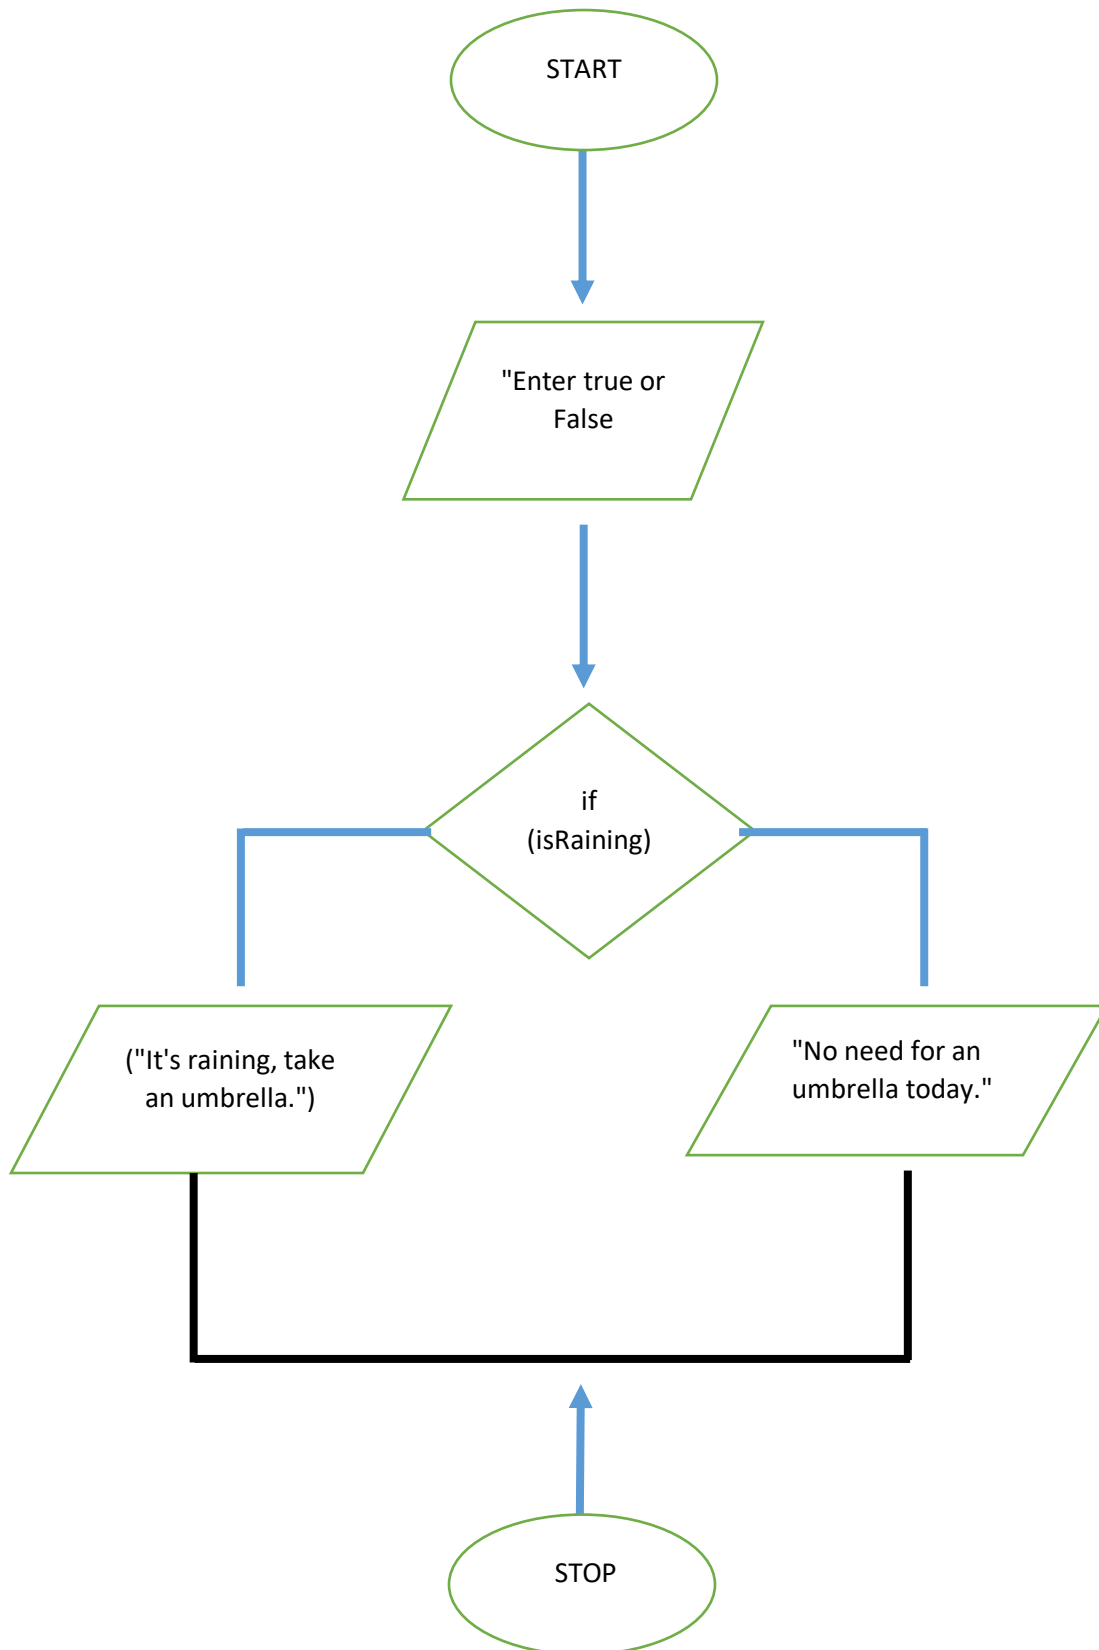 START
"Enter true or
False
if
(isRaining)
("It's raining, take
an umbrella.")
"No need for an
umbrella today."
STOP